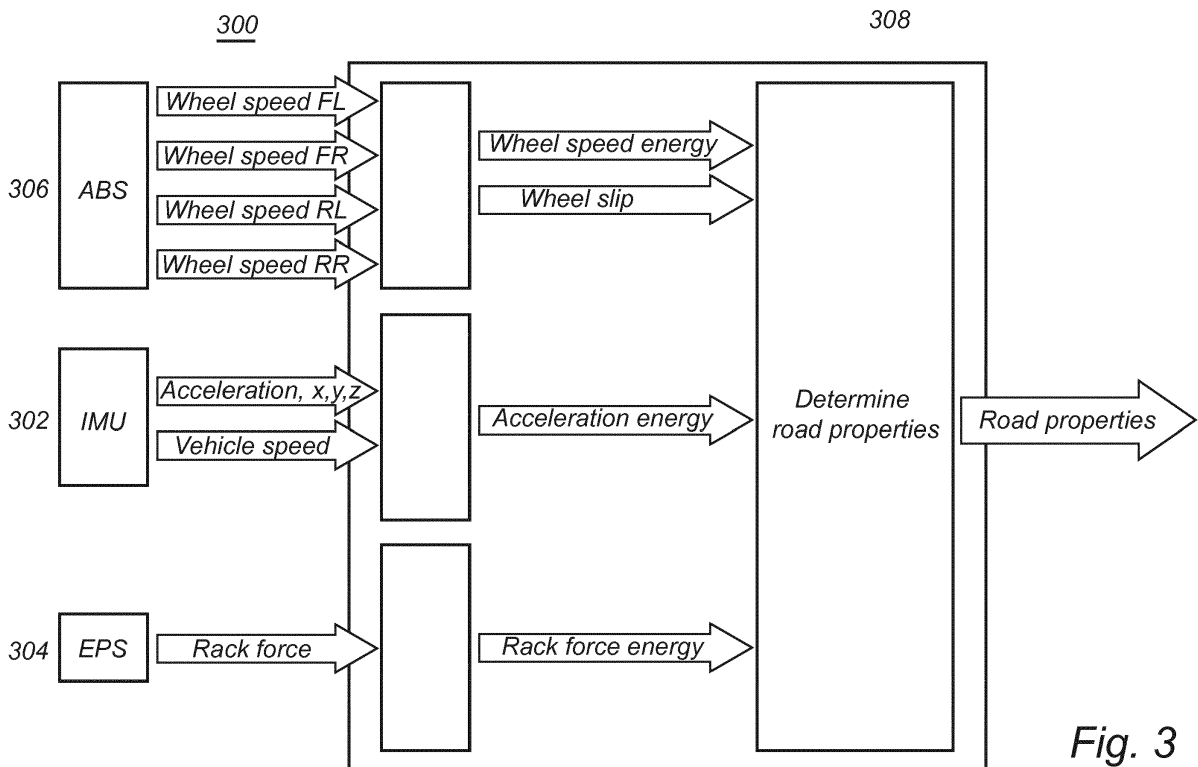 300
308
Wheel speed FL
Wheel speed FR
306
ABS
Wheel speed RL
Wheel speed RR
Wheel speed energy
Wheel slip
302
IMU
Acceleration, x,y,z
Vehicle speed
Acceleration energy
Determine
road properties
Road properties
304
EPS
Rack force
Rack force energy
Fig. 3